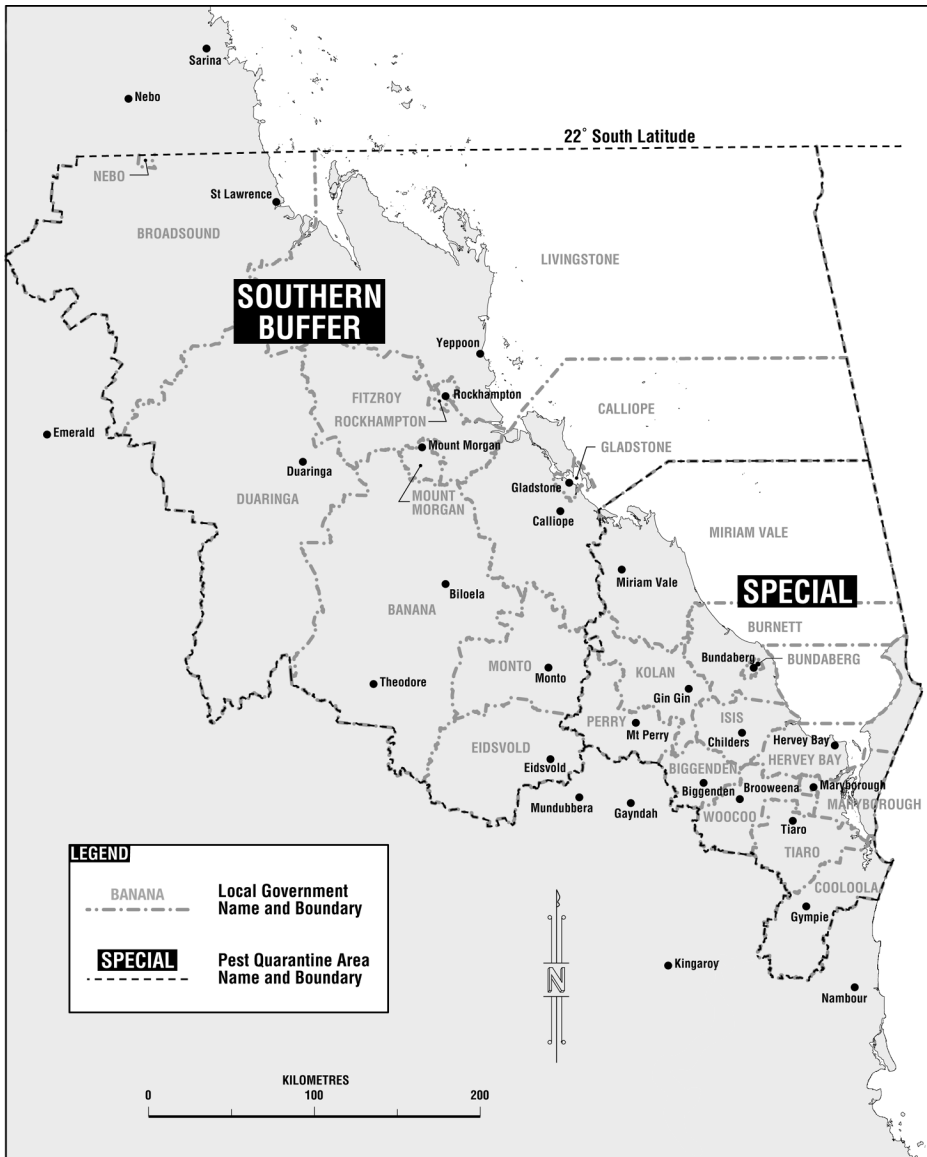 Sarina
Nebo
22° South Latitude
NEBO
St Lawrence
BROADSOUND
LIVINGSTONE
SOUTHERN
BUFFER
Yeppoon
FITZROY
Rockhampton
CALLIOPE
ROCKHAMPTON
Emerald
Mount Morgan
GLADSTONE
Duaringa
Gladstone
DUARINGA
MOUNT
MORGAN
Calliope
MIRIAM VALE
Miriam Vale
SPECIAL
Biloela
BANANA
BURNETT
Bundaberg
BUNDABERG
MONTO
Monto
KOLAN
Theodore
Gin Gin
PERRY
ISIS
Mt Perry
Childers
Hervey Bay
EIDSVOLD
HERVEY BAY
Eidsvold
BIGGENDEN
Biggenden
Brooweena
Maryborough
MARYBOROUGH
Mundubbera
Gayndah
WOOCOO
Tiaro
TIARO
COOLOOLA
Gympie
LEGEND
BANANA
Local Government
Name and Boundary
SPECIAL
Pest Quarantine Area
Name and Boundary
N
Kingaroy
Nambour
KILOMETRES
0
100
200